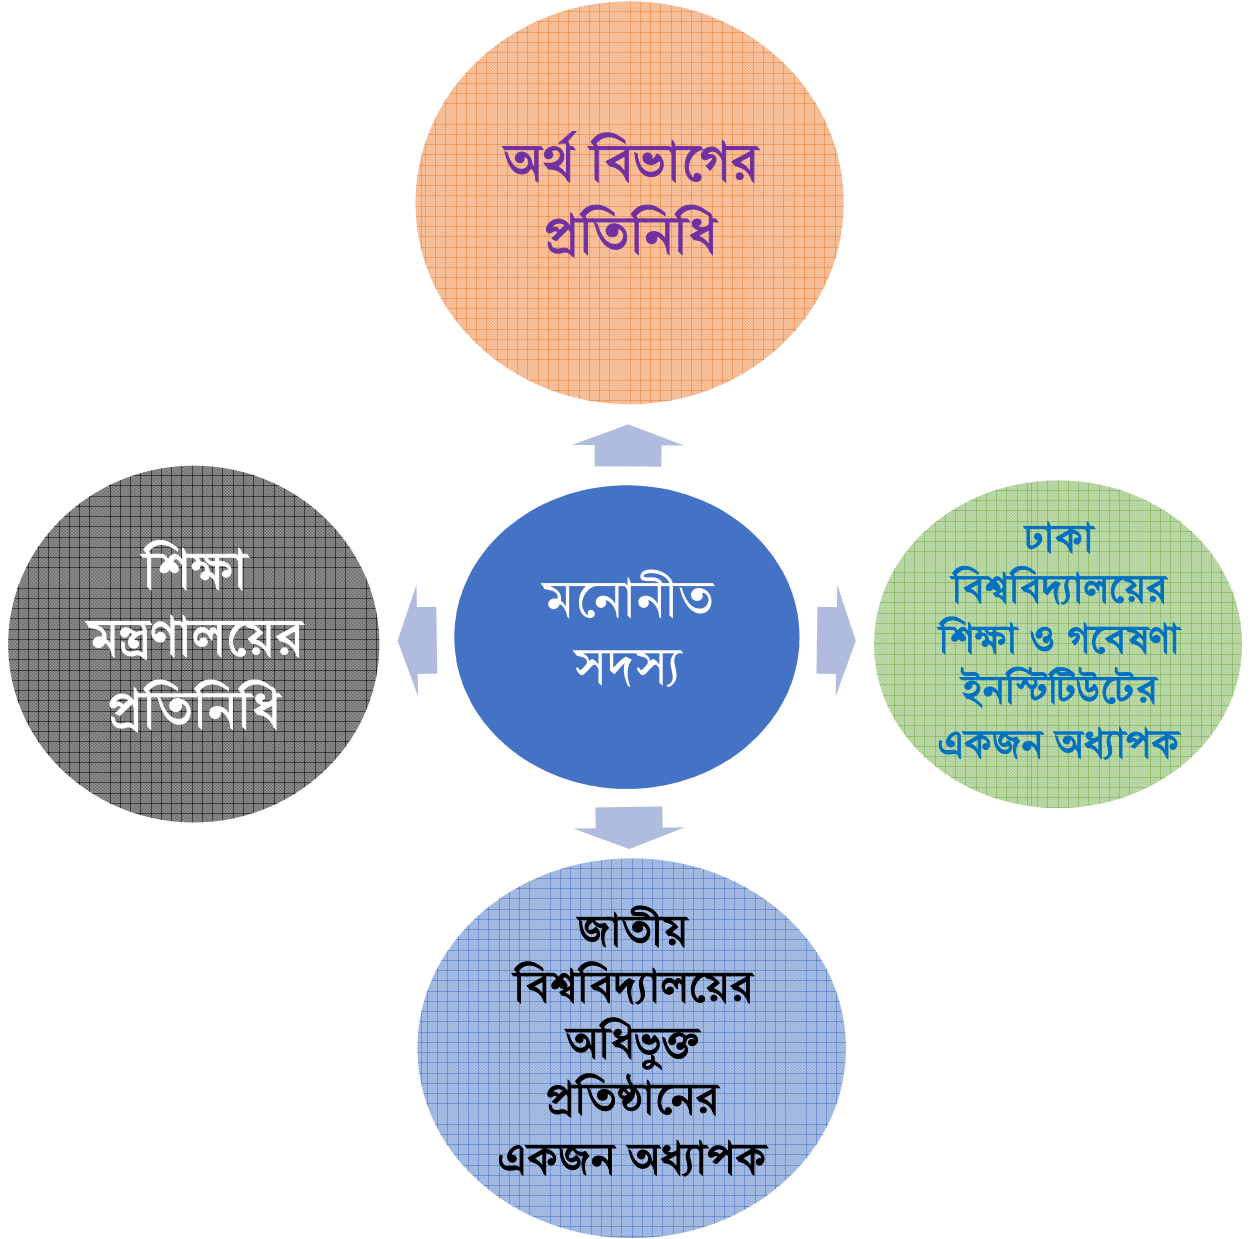 অর্থ বিভাগের
প্রতিনিধি
শিক্ষা
মন্ত্রণালয়ের
প্রতিনিধি
মনোনীত
সদস্য
ঢাকা
বিশ্ববিদ্যালয়ের
শিক্ষা ও গবেষণা
ইনস্টিটিউটের
একজন অধ্যাপক
জাতীয়
বিশ্ববিদ্যালয়ের
অধিভুক্ত
প্রতিষ্ঠানের
একজন অধ্যাপক